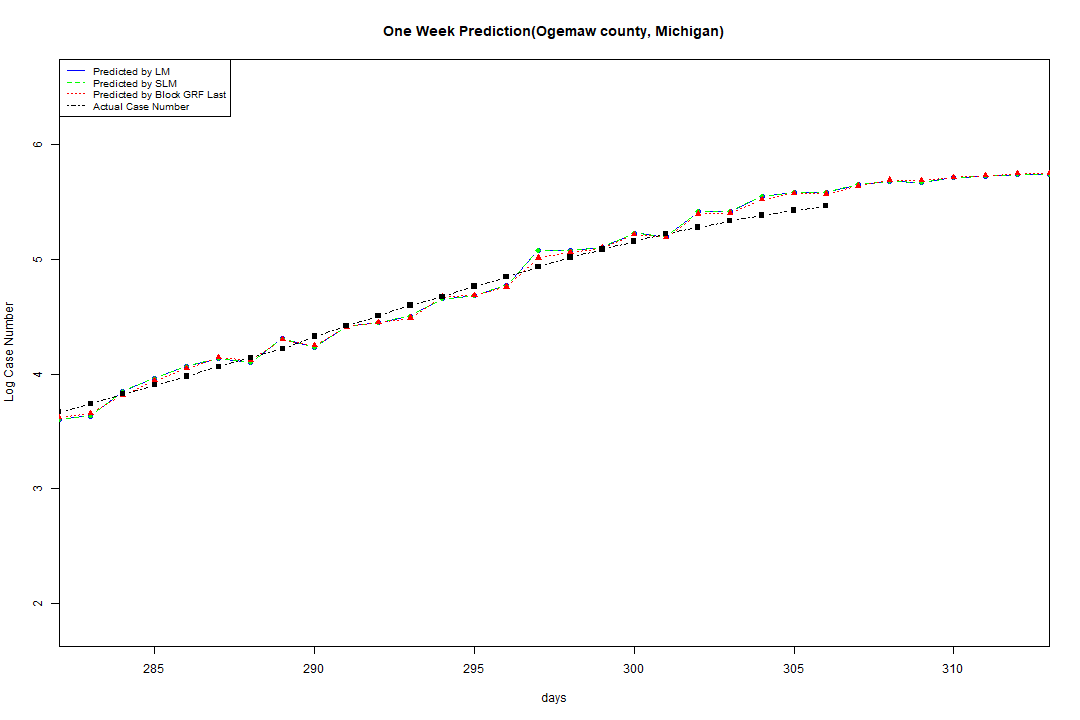 One Week Prediction(Ogemaw county, Michigan)
Predicted by LM
Predicted by SLM
Predicted by Block GRF Last
Actual Case Number
6
5
4
3
2
Log Case Number
285 290 295 300 305 310
days